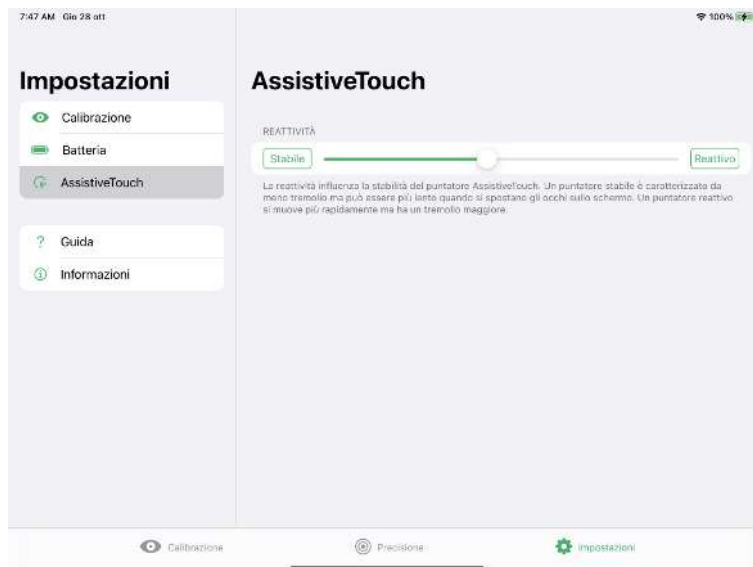 7:47 AM Gio 28 ott
100%
Impostazioni
Calibrazione
Batteria
AssistiveTouch
Guida
Informazioni
AssistiveTouch
REATTIVITÀ
Stabile
Reattivo
La reattività influenza la stabilità del puntatore AssistiveTouch. Un puntatore stabile è caratterizzato da
meno tremolio ma può essere più lento quando si spostano gli occhi sullo schermo. Un puntatore reattivo
si muove più rapidamente ma ha un tremolio maggiore.
Calibrazione
Precisione
Impostazioni